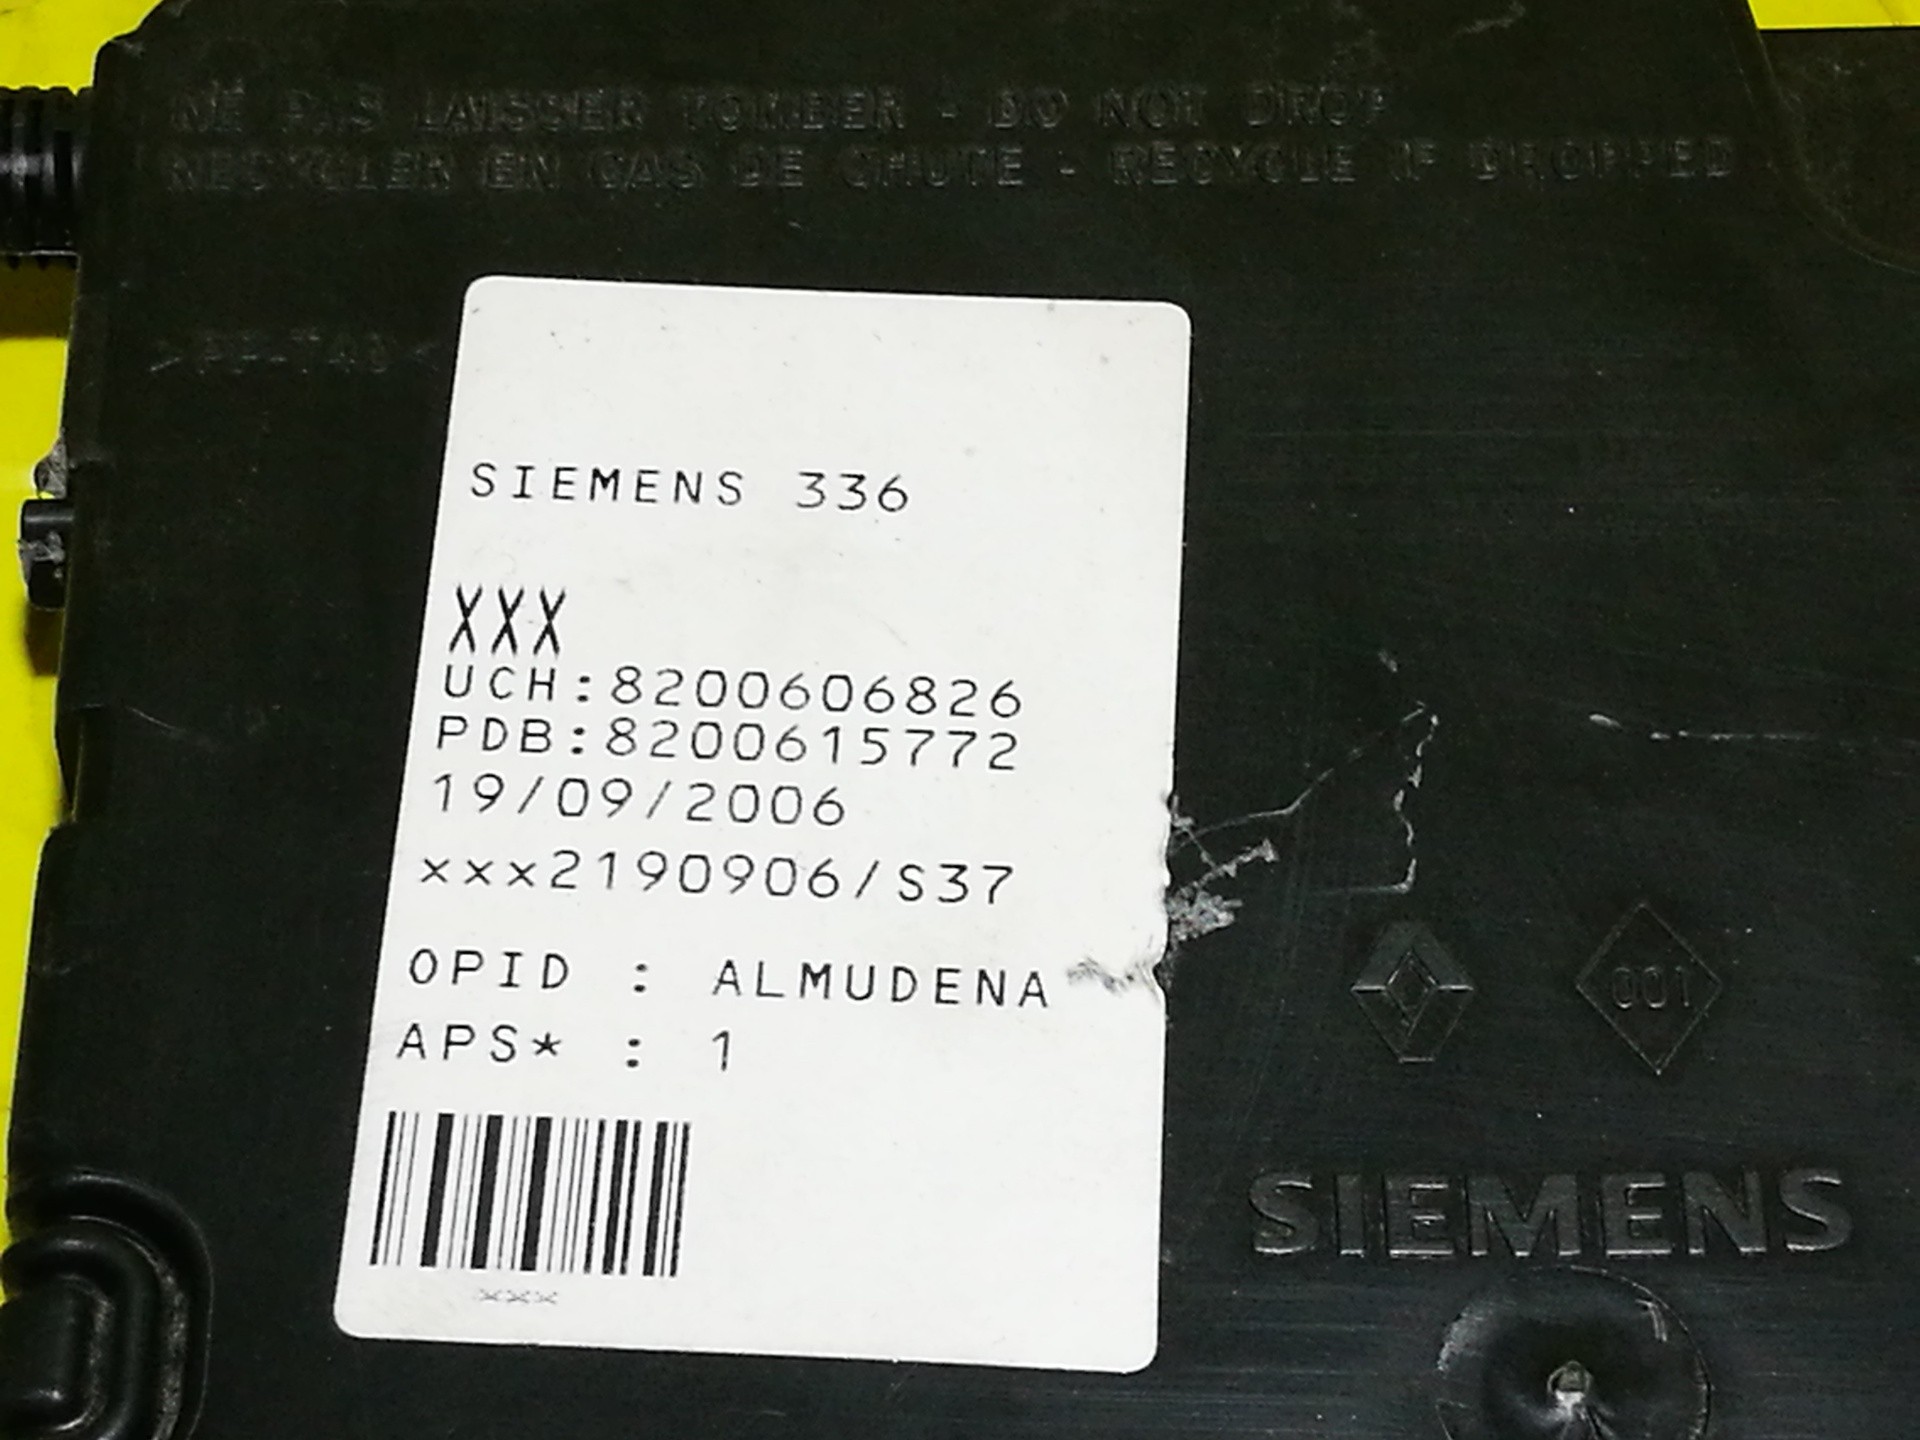 NE PAS LAISSER TOMBER - DO NOT DROP
RECYCLER EN CAS DE CHUTE - RECYCLE IF DROPPED
SIEMENS 336
XXX
UCH:8200606826
PDB:8200615772
19/09/2006
xxx2190906/S37
OPID : ALMUDENA
APS* : 1
xxx
001
SIEMENS